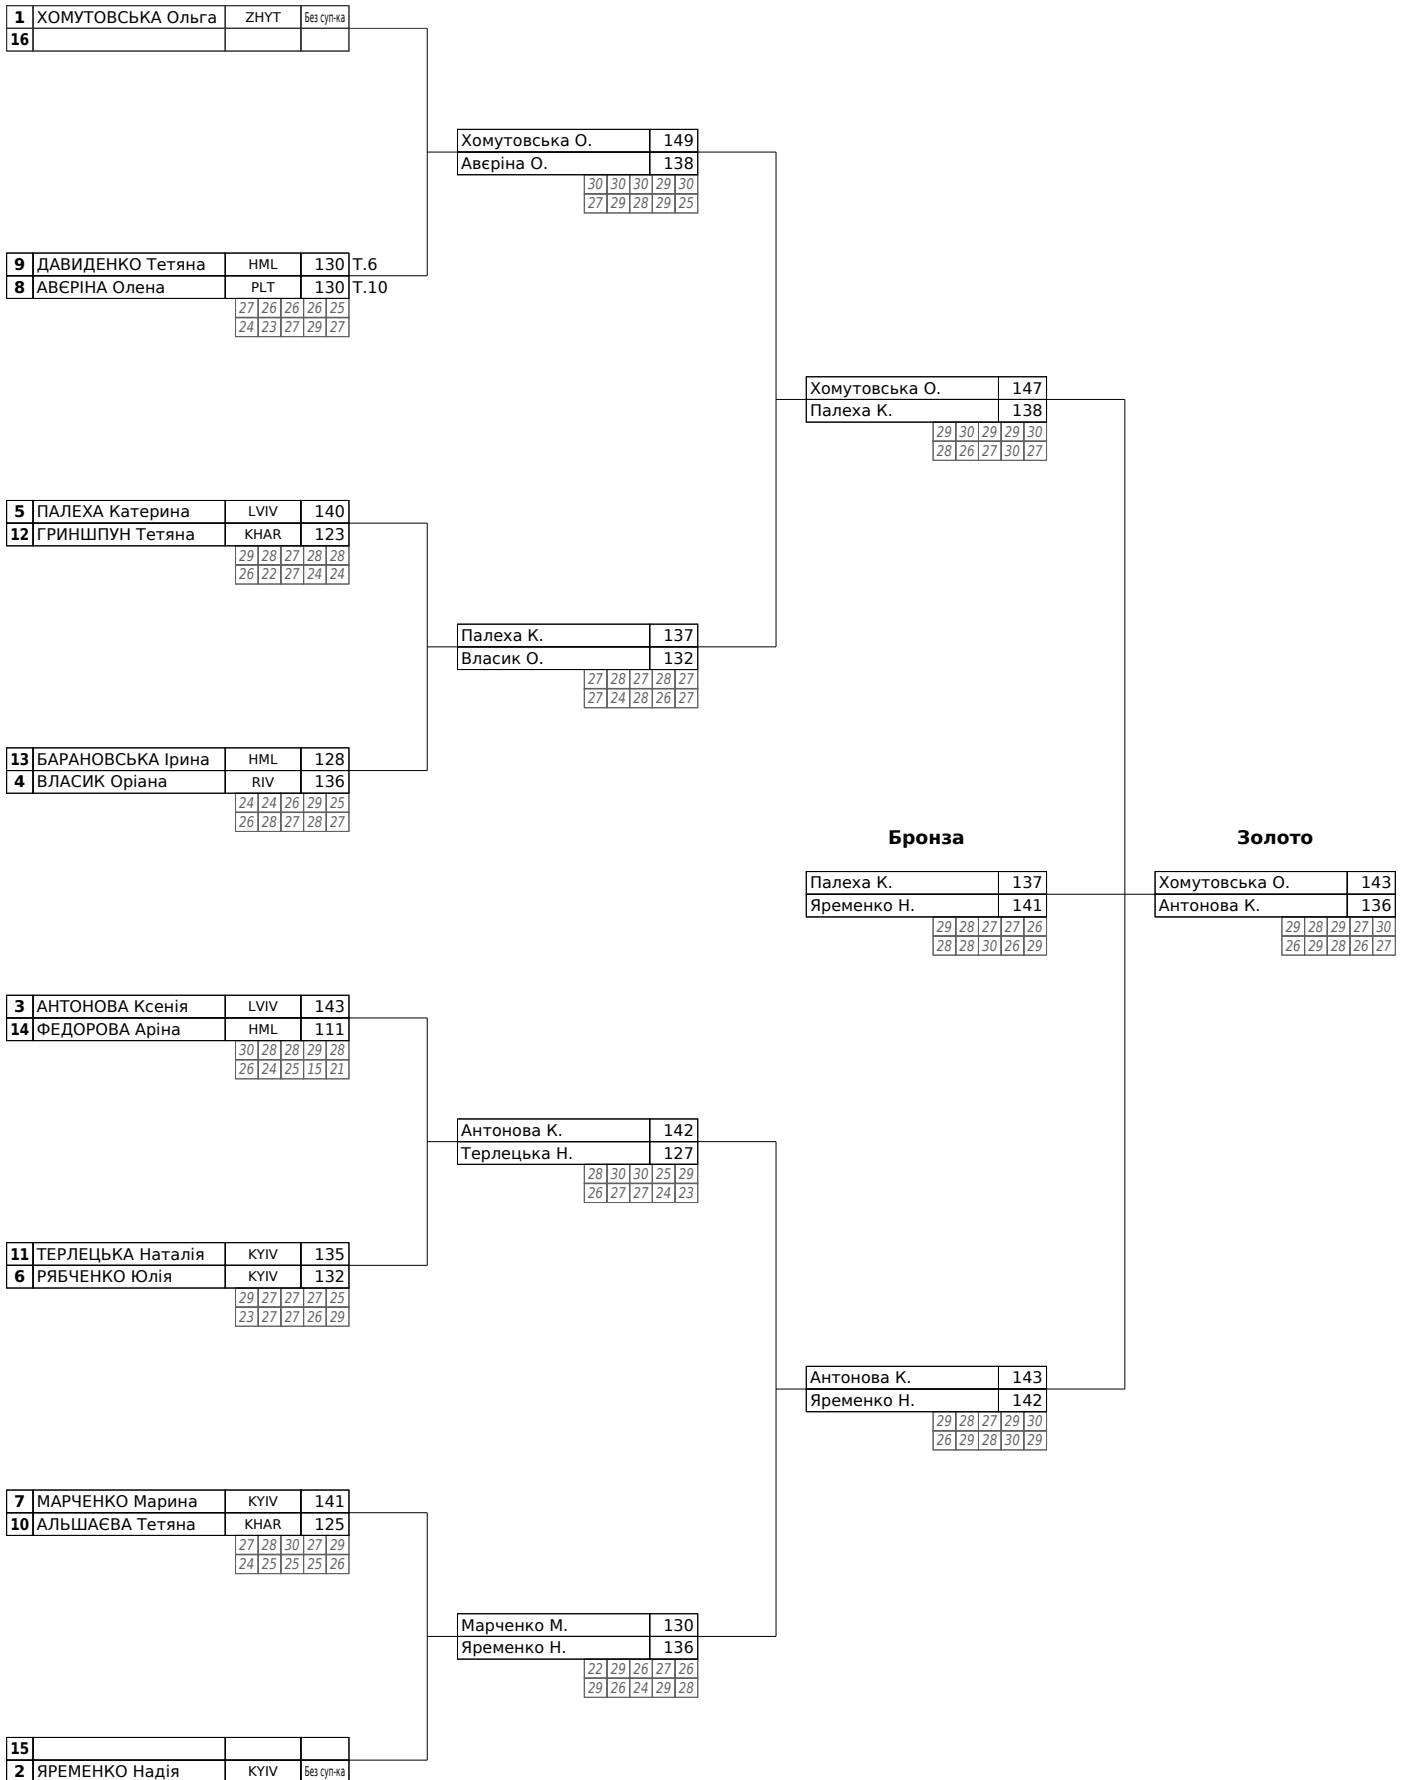 1 ХОМУТОВСЬКА Ольга ZHYT Без суп-ка
16
Хомутовська О. 149
Авєріна О. 138
30 30 30 29 30
27 29 28 29 25
9 ДАВИДЕНКО Тетяна HML 130 Т.6
8 АВЄРІНА Олена PLT 130 Т.10
27 26 26 26 25
24 23 27 29 27
Хомутовська О. 147
Палеха К. 138
29 30 29 29 30
28 26 27 30 27
5 ПАЛЕХА Катерина LVIV 140
12 ГРИНШПУН Тетяна KHAR 123
29 28 27 28 28
26 22 27 24 24
Палеха К. 137
Власик О. 132
27 28 27 28 27
27 24 28 26 27
13 БАРАНОВСЬКА Ірина HML 128
4 ВЛАСИК Оріана RIV 136
24 24 26 29 25
26 28 27 28 27
Бронза Золото
Палеха К. 137 Хомутовська О. 143
Яременко Н. 141 Антонова К. 136
29 28 27 27 26 29 28 29 27 30
28 28 30 26 29 26 29 28 26 27
3 АНТОНОВА Ксенія LVIV 143
14 ФЕДОРОВА Аріна HML 111
30 28 28 29 28
26 24 25 15 21
Антонова К. 142
Терлецька Н. 127
28 30 30 25 29
26 27 27 24 23
11 ТЕРЛЕЦЬКА Наталія KYIV 135
6 РЯБЧЕНКО Юлія KYIV 132
29 27 27 27 25
23 27 27 26 29
Антонова К. 143
Яременко Н. 142
29 28 27 29 30
26 29 28 30 29
7 МАРЧЕНКО Марина KYIV 141
10 АЛЬШАЄВА Тетяна KHAR 125
27 28 30 27 29
24 25 25 25 26
Марченко М. 130
Яременко Н. 136
22 29 26 27 26
29 26 24 29 28
15
2 ЯРЕМЕНКО Надія KYIV Без суп-ка